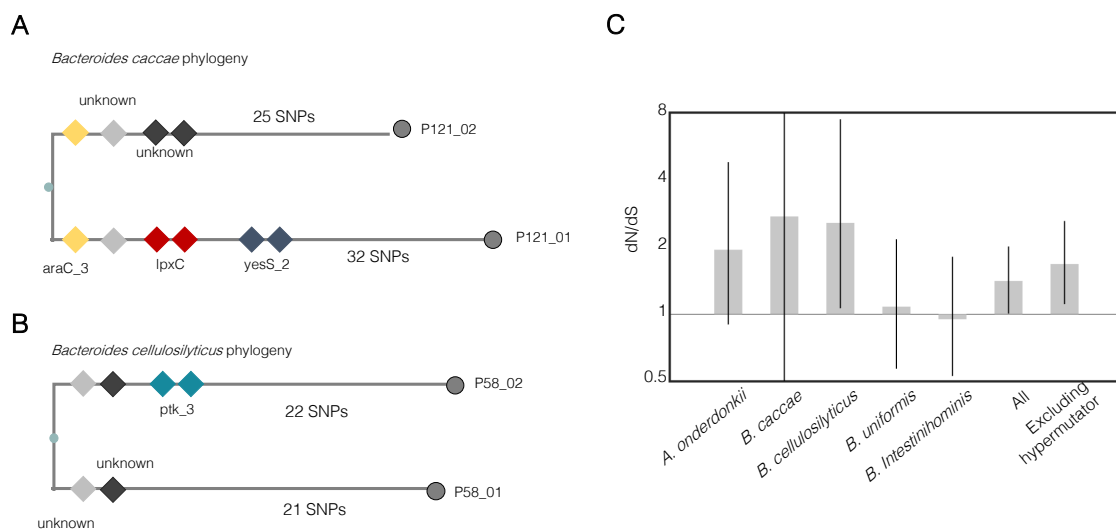 A
Bacteroides caccae phylogeny
unknown
25 SNPs
P121_02
unknown
P121_01
32 SNPs
araC_3
lpxC
yesS_2
B
Bacteroides cellulosilyticus phylogeny
P58_02
ptk_3
22 SNPs
unknown
P58_01
21 SNPs
unknown
C
dN/dS
8
4
2
1
0.5
A. onderdonkii
B. caccae
B. cellulosilyticus
B. uniformis
B. Intestinihominis
All
Excluding
hypermutator